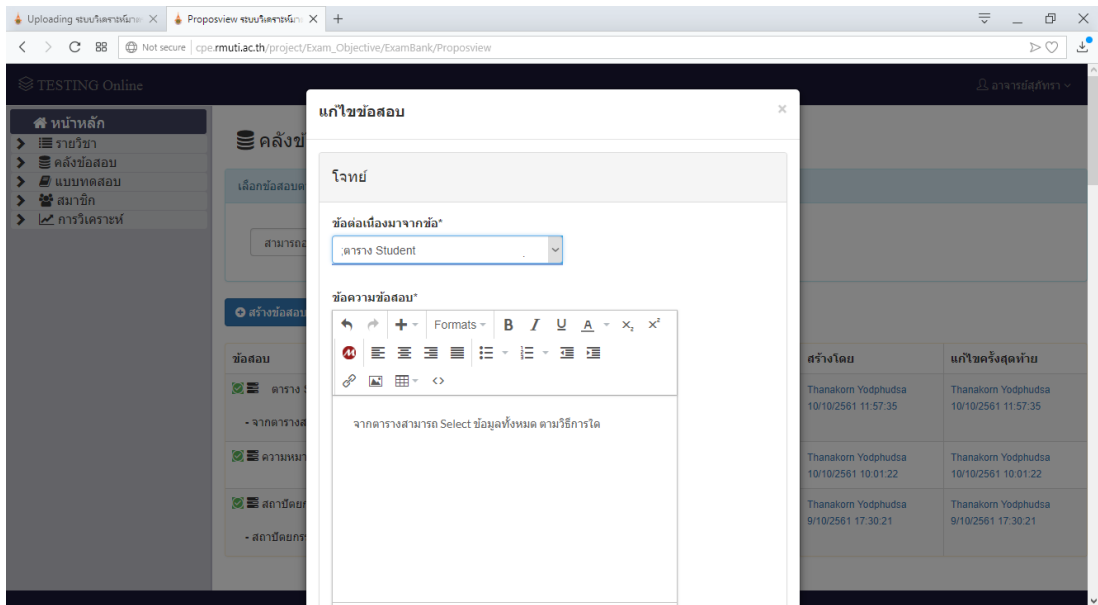 Uploading ระบบวิเคราะห์
Proposview ระบบวิเคราะห์
Not secure cpe.rmuti.ac.th/project/Exam_Objective/ExamBank/Proposview
TESTING Online
อาจารย์สุภัทรา
หน้าหลัก
รายวิชา
คลังข้อสอบ
แบบทดสอบ
สมาชิก
การวิเคราะห์
คลังข้
เลือกข้อสอบต
สามารถอ
สร้างข้อสอบ
แก้ไขข้อสอบ ×
โจทย์
ข้อต่อเนื่องมาจากข้อ*
;ตาราง Student
ข้อความข้อสอบ*
Formats B I U A x₂ x²
จากตารางสามารถ Select ข้อมูลทั้งหมด ตามวิธีการใด
ข้อสอบ สร้างโดย แก้ไขครั้งสุดท้าย
ตาราง S Thanakorn Yodphudsa Thanakorn Yodphudsa
10/10/2561 11:57:35 10/10/2561 11:57:35
- จากตารางส
ความหมา Thanakorn Yodphudsa Thanakorn Yodphudsa
10/10/2561 10:01:22 10/10/2561 10:01:22
สถาปัตยกร Thanakorn Yodphudsa Thanakorn Yodphudsa
9/10/2561 17:30:21 9/10/2561 17:30:21
- สถาปัตยกร